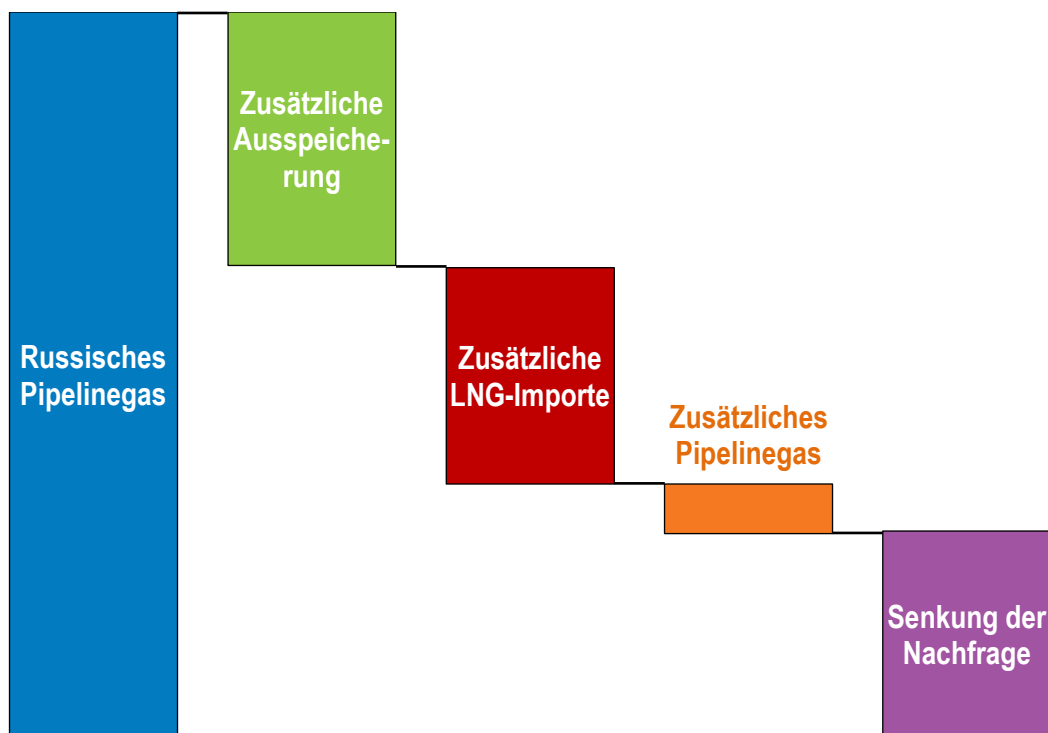 Russisches
Pipelinegas
Zusätzliche
Ausspeiche-
rung
Zusätzliche
LNG-Importe
Zusätzliches
Pipelinegas
Senkung der
Nachfrage